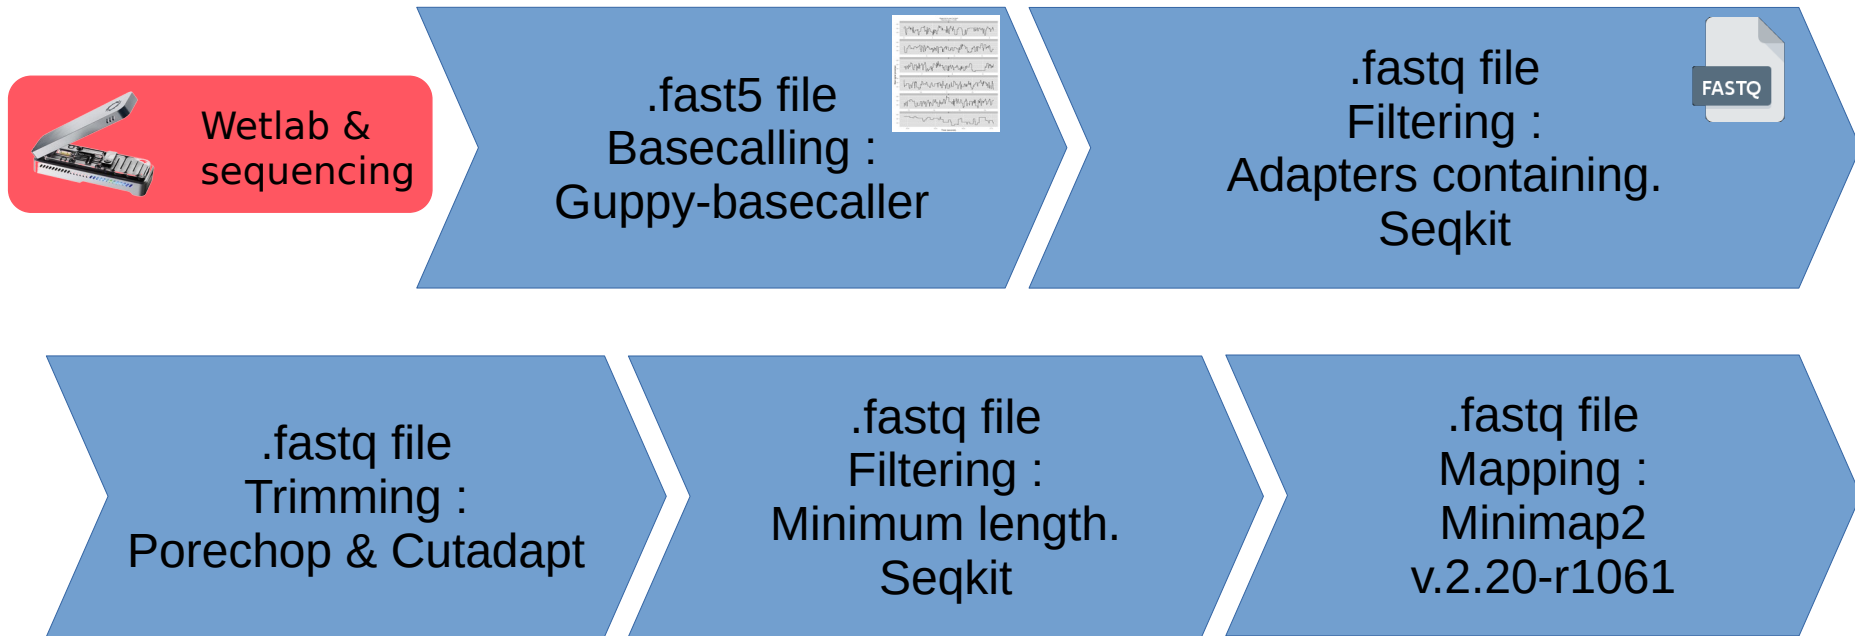 Wetlab &
sequencing
.fast5 file
Basecalling :
Guppy-basecaller
.fastq file
Filtering :
Adapters containing.
Seqkit
FASTQ
.fastq file
Trimming :
Porechop & Cutadapt
.fastq file
Filtering :
Minimum length.
Seqkit
.fastq file
Mapping :
Minimap2
v.2.20-r1061